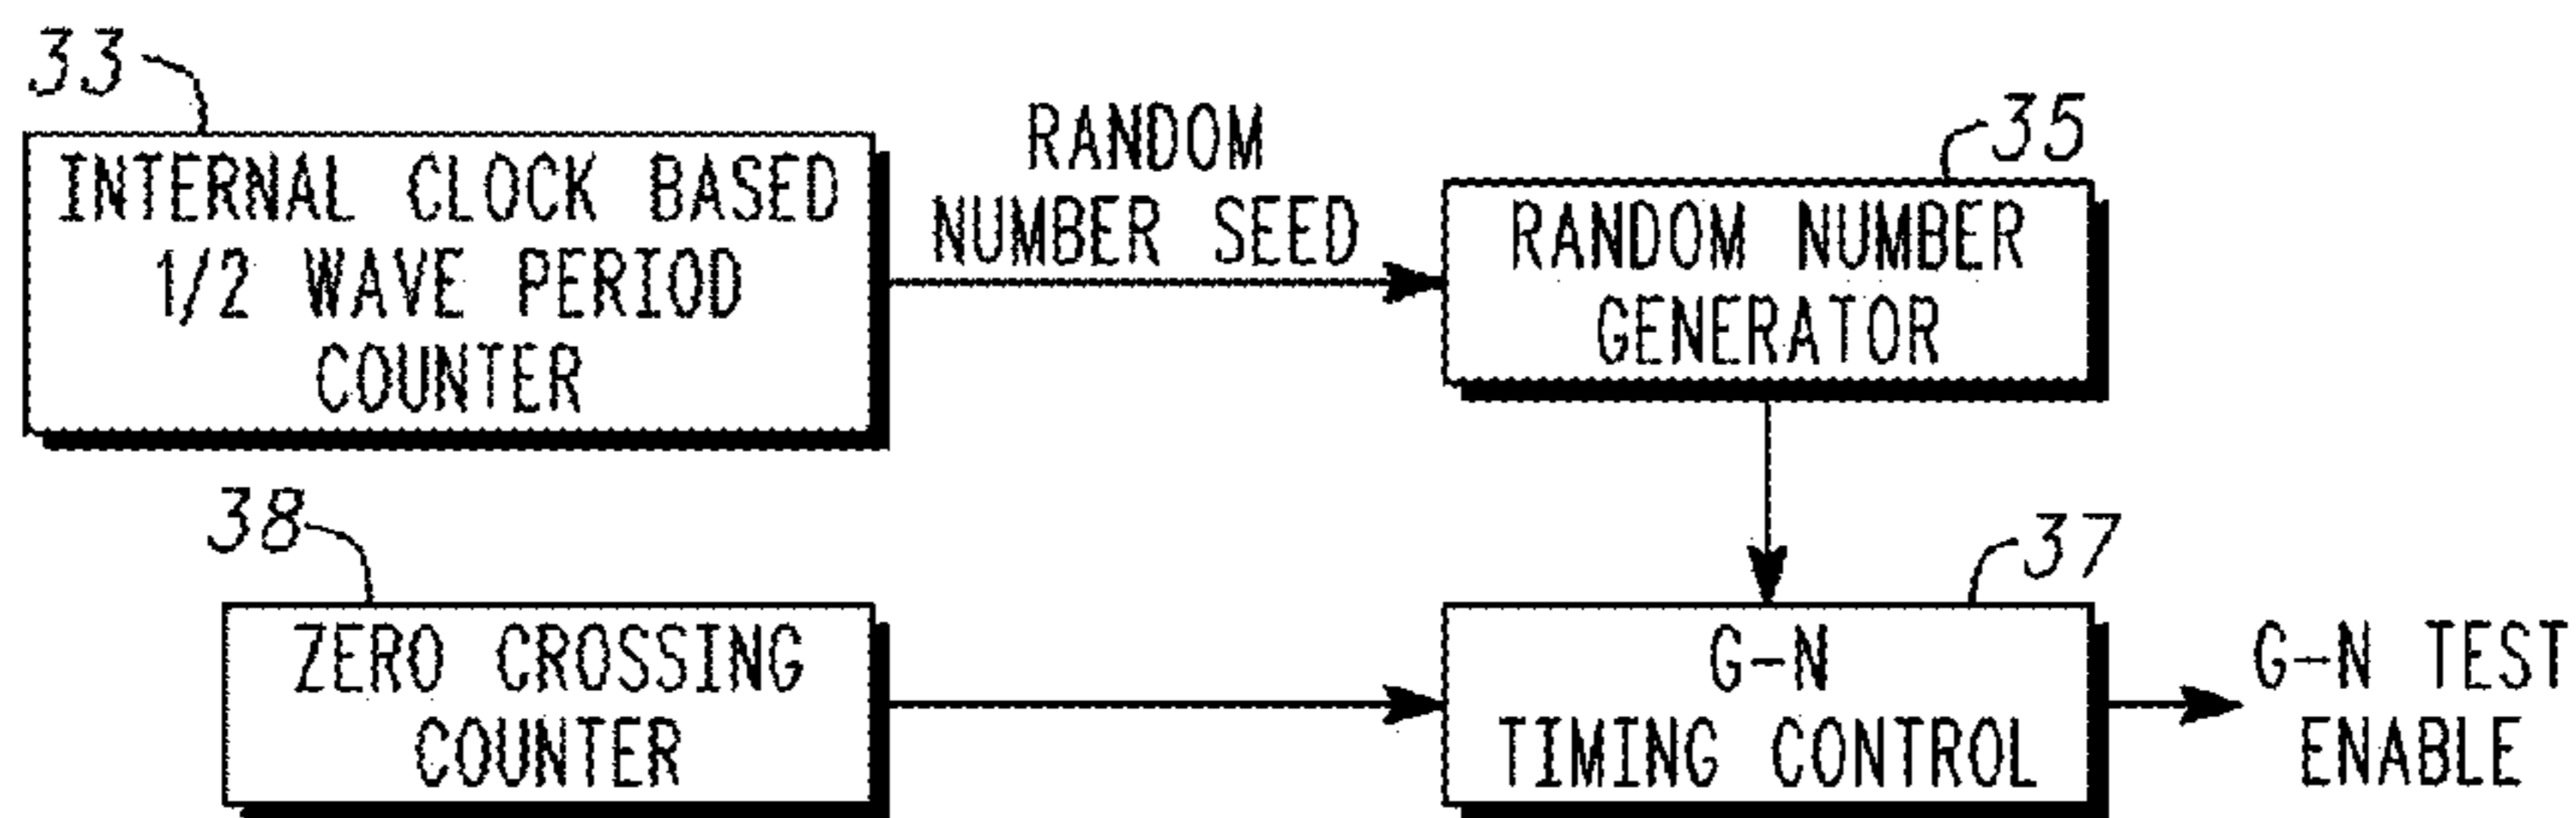 33
INTERNAL CLOCK BASED
1/2 WAVE PERIOD
COUNTER
RANDOM
NUMBER SEED
35
RANDOM NUMBER
GENERATOR
38
ZERO CROSSING
COUNTER
37
G-N
TIMING CONTROL
G-N TEST
ENABLE